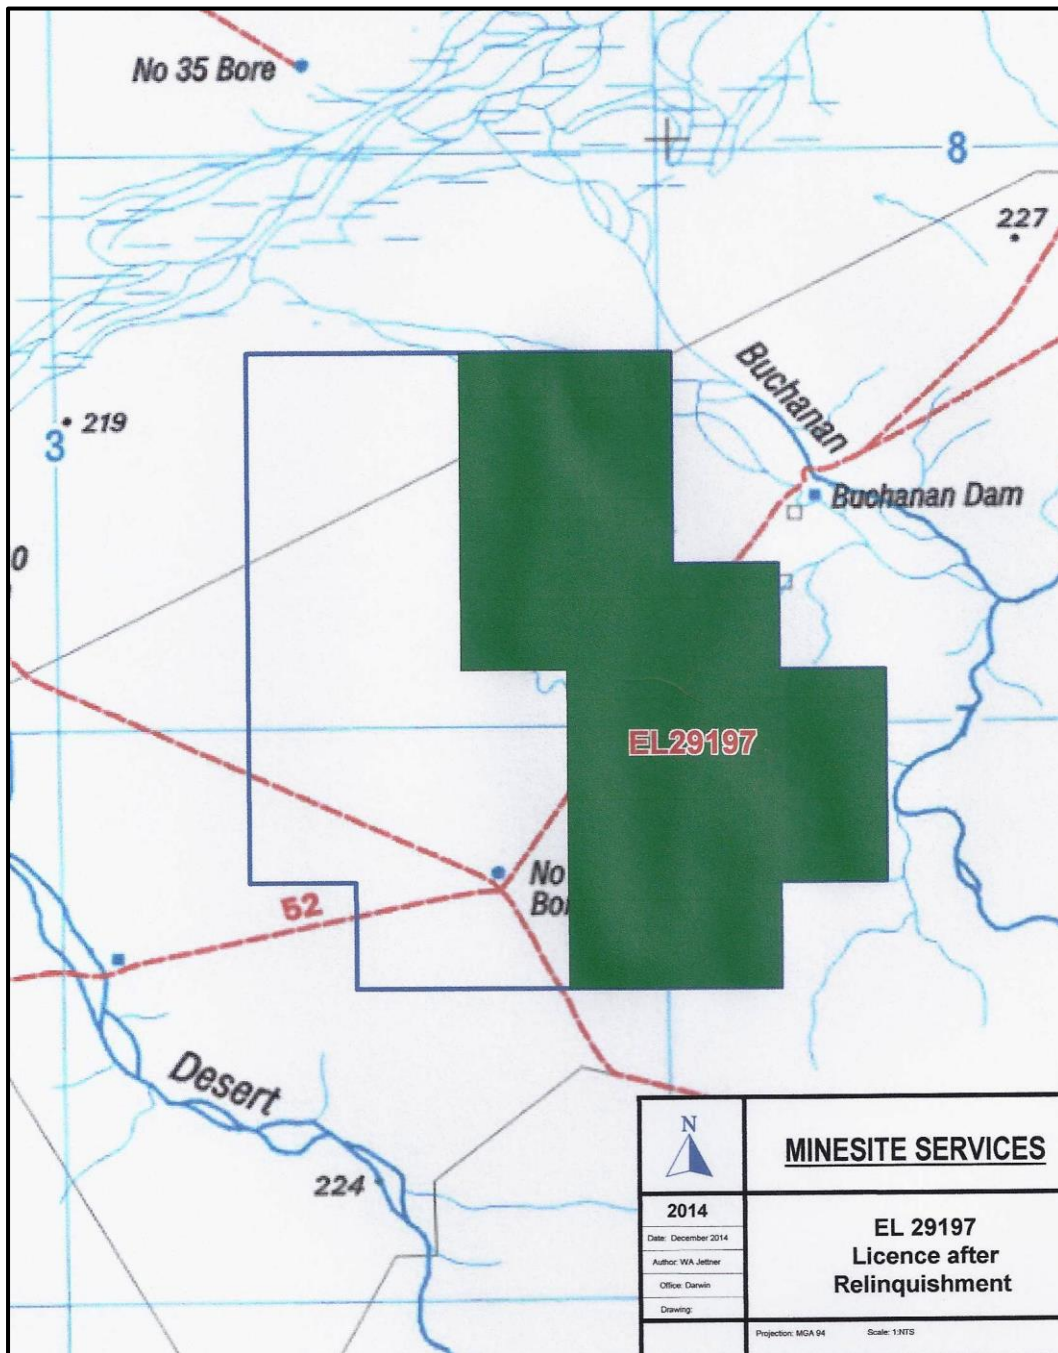 No 35 Bore
8
227
Buchanan
219
3
Buchanan Dam
0
EL29197
No
52
Desert
224
N
MINESITE SERVICES
2014
Date: December 2014
Author: WA Jettner
Office: Darwin
Drawing:
EL 29197
Licence after
Relinquishment
Projection: MGA 94
Scale: 1:NTS